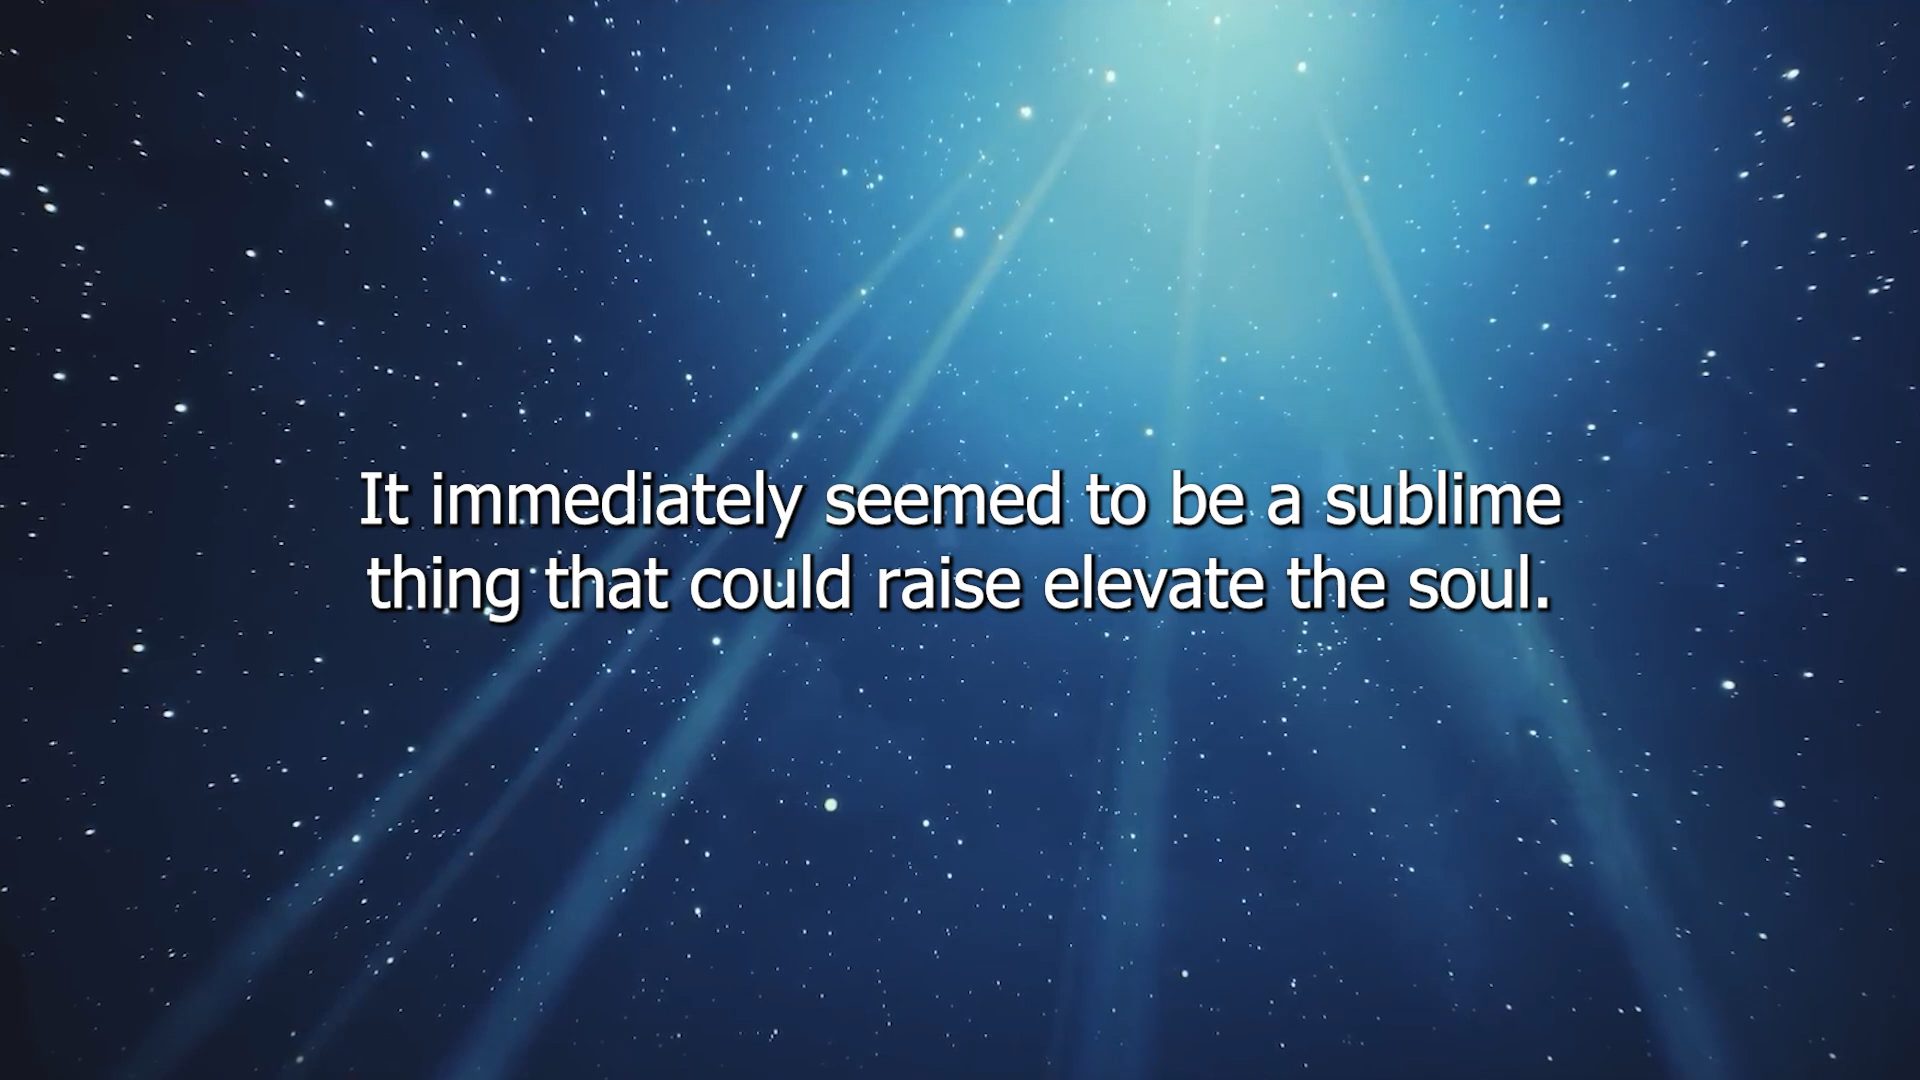 It immediately seemed to be a sublime
thing that could raise elevate the soul.